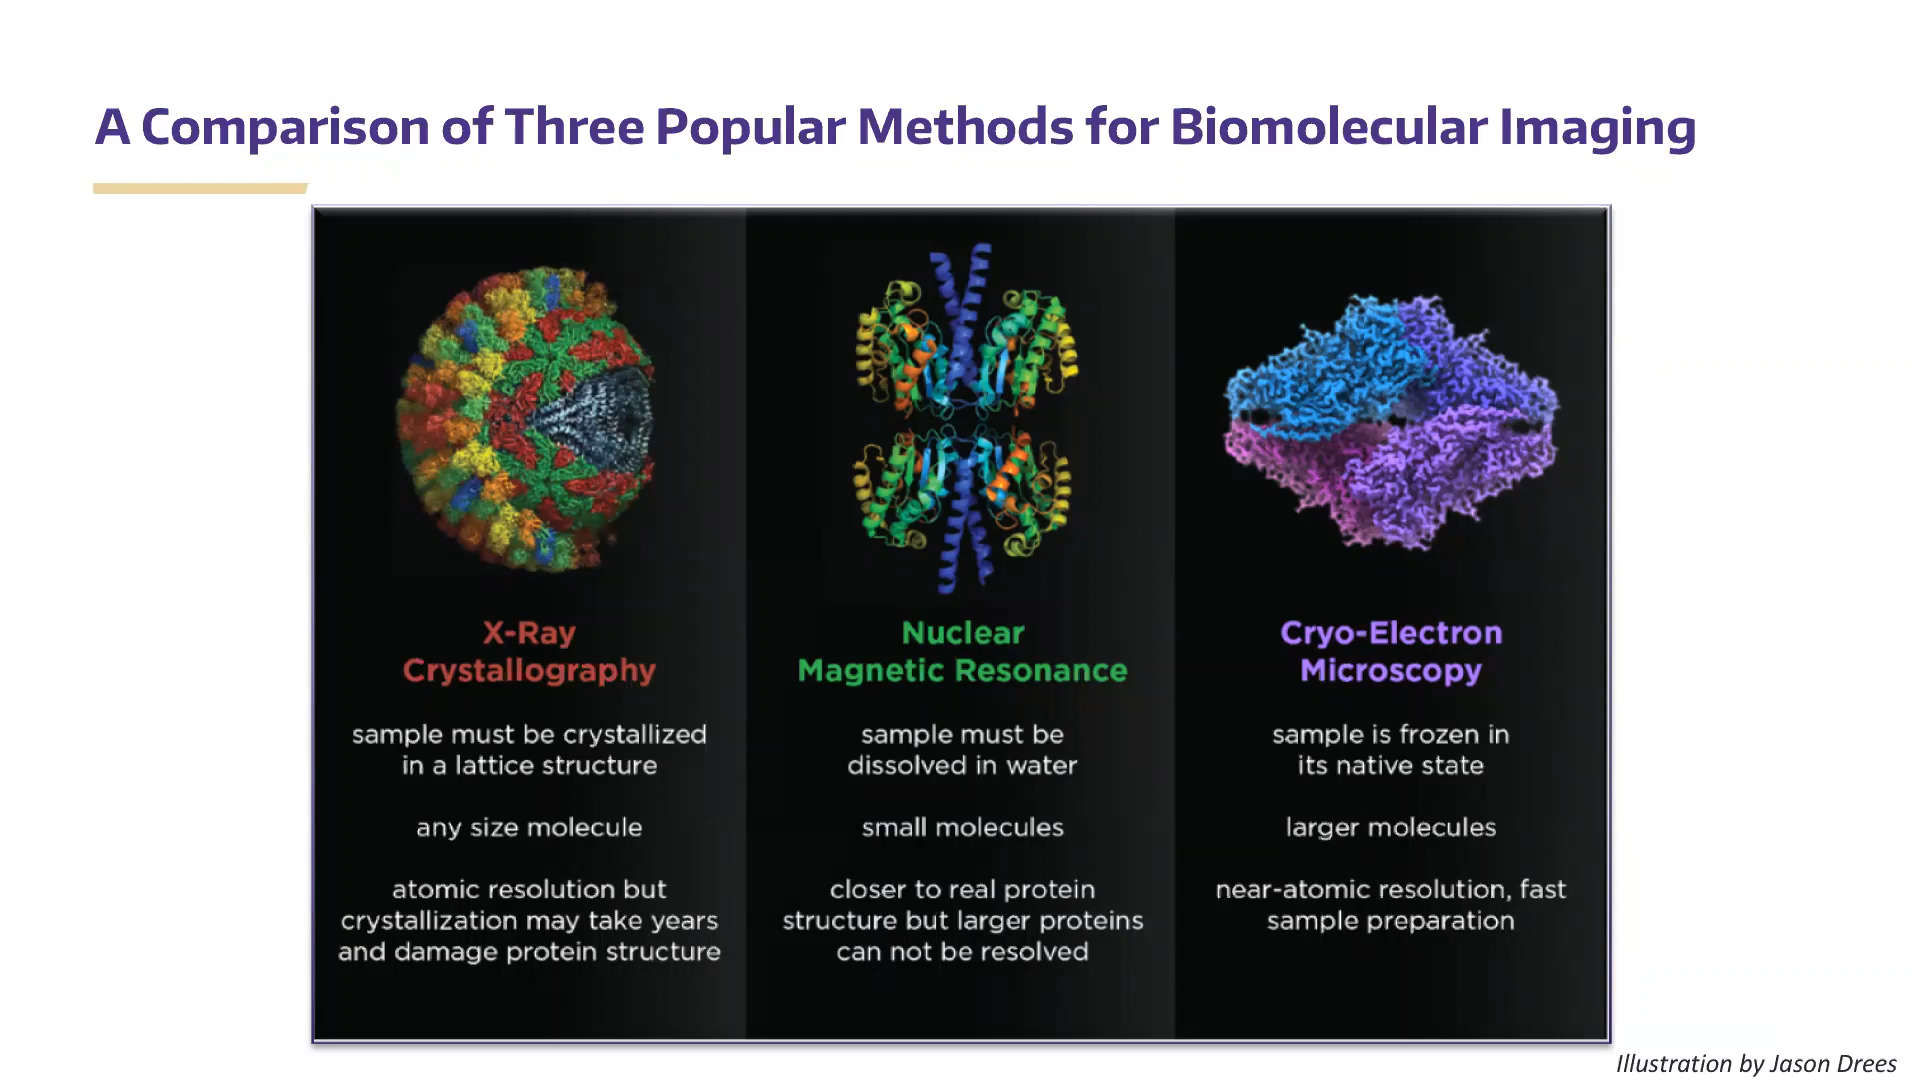 A Comparison of Three Popular Methods for Biomolecular Imaging
X-Ray
Crystallography
sample must be crystallized
in a lattice structure
any size molecule
atomic resolution but
crystallization may take years
and damage protein structure
Nuclear
Magnetic Resonance
sample must be
dissolved in water
small molecules
closer to real protein
structure but larger proteins
can not be resolved
Cryo-Electron
Microscopy
sample is frozen in
its native state
larger molecules
near-atomic resolution, fast
sample preparation
Illustration by Jason Drees